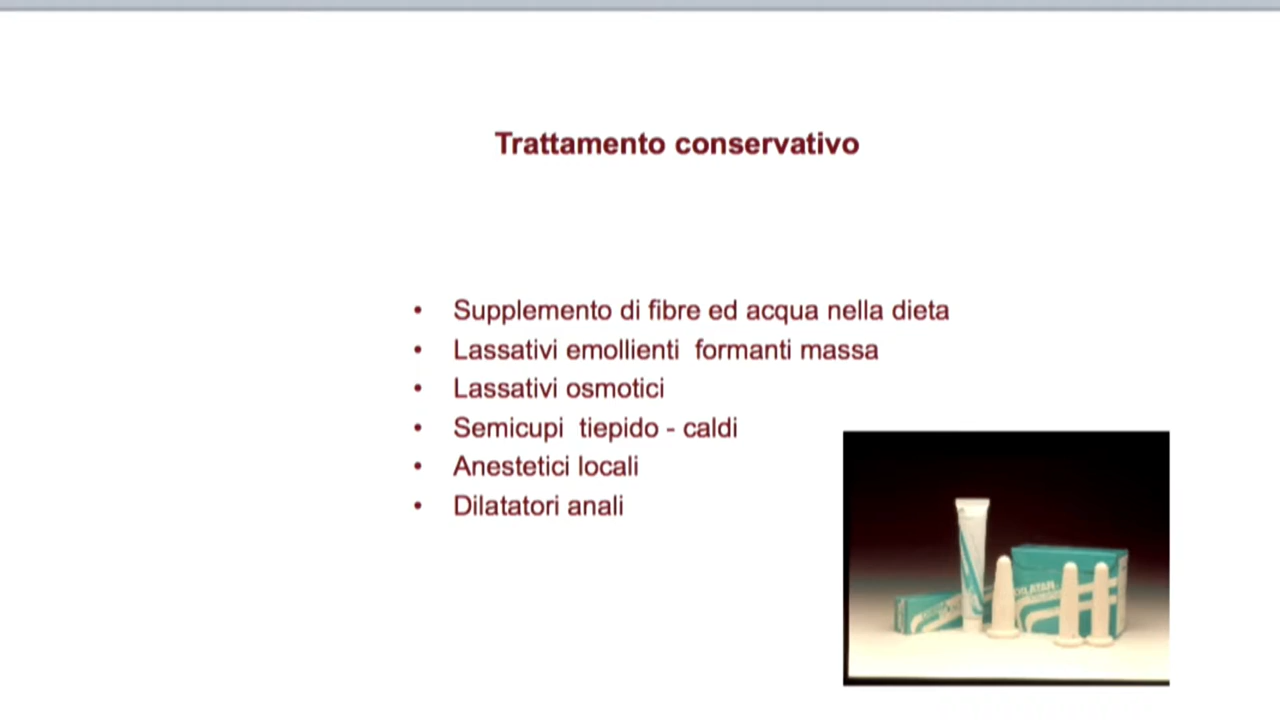 Trattamento conservativo
• Supplemento di fibre ed acqua nella dieta
• Lassativi emollienti formanti massa
• Lassativi osmotici
• Semicupi tiepido - caldi
• Anestetici locali
• Dilatatori anali